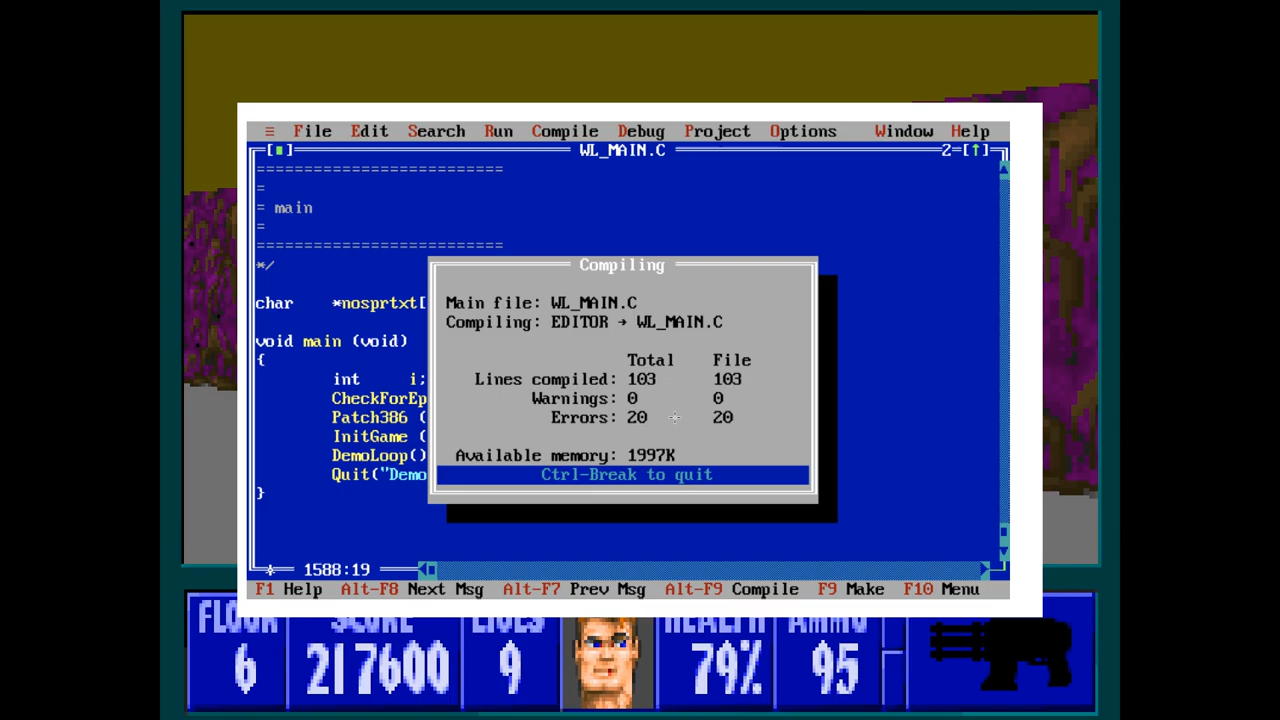 ≡ File Edit Search Run Compile Debug Project Options Window Help
[■] WL_MAIN.C 2=[↑]
==========================
=
= main
=
==========================
*/
Compiling
Main file: WL_MAIN.C
Compiling: EDITOR → WL_MAIN.C
Total File
Lines compiled: 103 103
Warnings: 0 0
Errors: 20 20
Available memory: 1997K
Ctrl-Break to quit
char *nosprtxt[
void main (void)
{
int i;
CheckForEp
Patch386 (
InitGame (
DemoLoop()
Quit("Demo
}
1588:19
F1 Help Alt-F8 Next Msg Alt-F7 Prev Msg Alt-F9 Compile F9 Make F10 Menu
FLOOR SCORE LIVES HEALTH AMMO
6 217600 9 79% 95